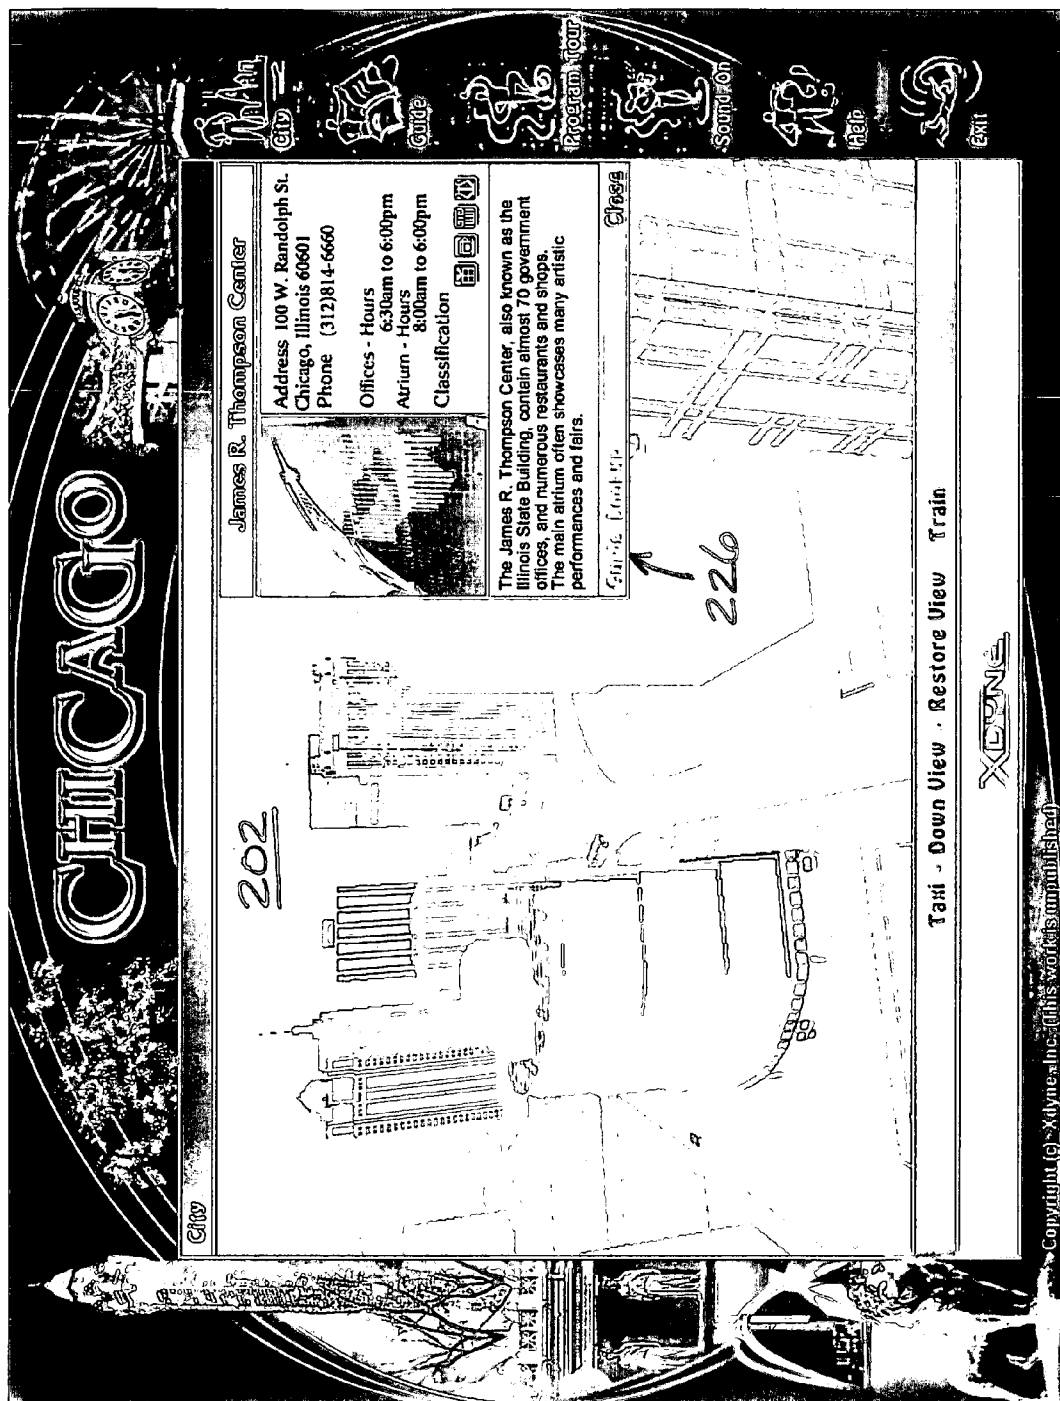 CHICAGO
City
202
James R. Thompson Center
Address 100 W. Randolph St.
Chicago, Illinois 60601
Phone (312)814-6660
Offices - Hours
6:30am to 6:00pm
Atrium - Hours
8:00am to 6:00pm
Classification
The James R. Thompson Center, also known as the
Illinois State Building, contain almost 70 government
offices, and numerous restaurants and shops.
The main atrium often showcases many artistic
performances and fairs.
Close
226
City
Guide
Program Tour
Sound On
Help
Exit
Taxi - Down View - Restore View Train
XDYNE
Copyright (c) Xdyne, Inc. (This work is unpublished)